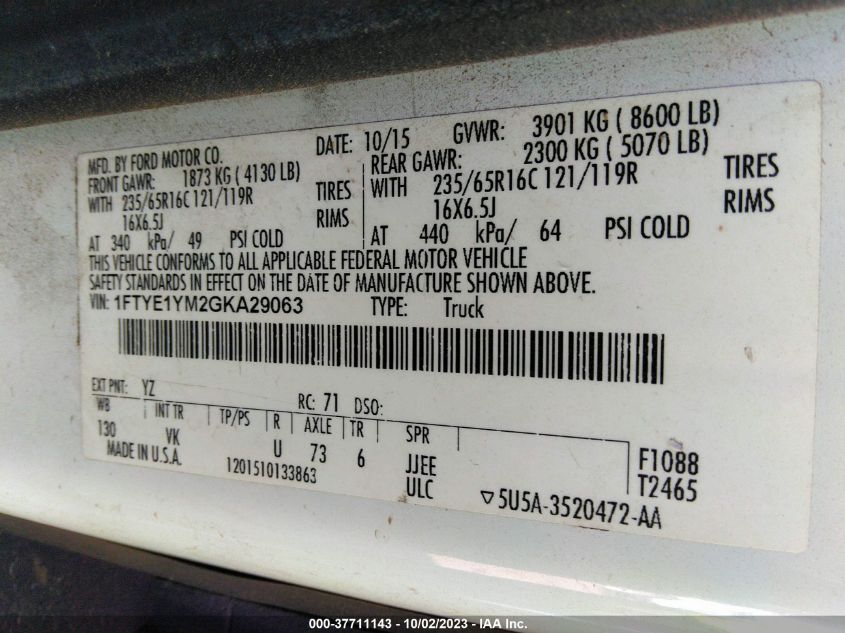 MFD. BY FORD MOTOR CO.
DATE: 10/15 GVWR: 3901 KG ( 8600 LB)
FRONT GAWR: 1873 KG ( 4130 LB)
WITH 235/65R16C 121/119R TIRES
16X6.5J RIMS
AT 340 kPa/ 49 PSI COLD
REAR GAWR: 2300 KG ( 5070 LB)
WITH 235/65R16C 121/119R TIRES
16X6.5J RIMS
AT 440 kPa/ 64 PSI COLD
THIS VEHICLE CONFORMS TO ALL APPLICABLE FEDERAL MOTOR VEHICLE
SAFETY STANDARDS IN EFFECT ON THE DATE OF MANUFACTURE SHOWN ABOVE.
VIN: 1FTYE1YM2GKA29063 TYPE: Truck
EXT PNT: YZ RC: 71 DSO:
WB INT TR TP/PS R AXLE TR SPR
130 VK U 73 6 JJEE F1088
MADE IN U.S.A. 1201510133863 ULC T2465
▽5U5A-3520472-AA
000-37711143 - 10/02/2023 - IAA Inc.